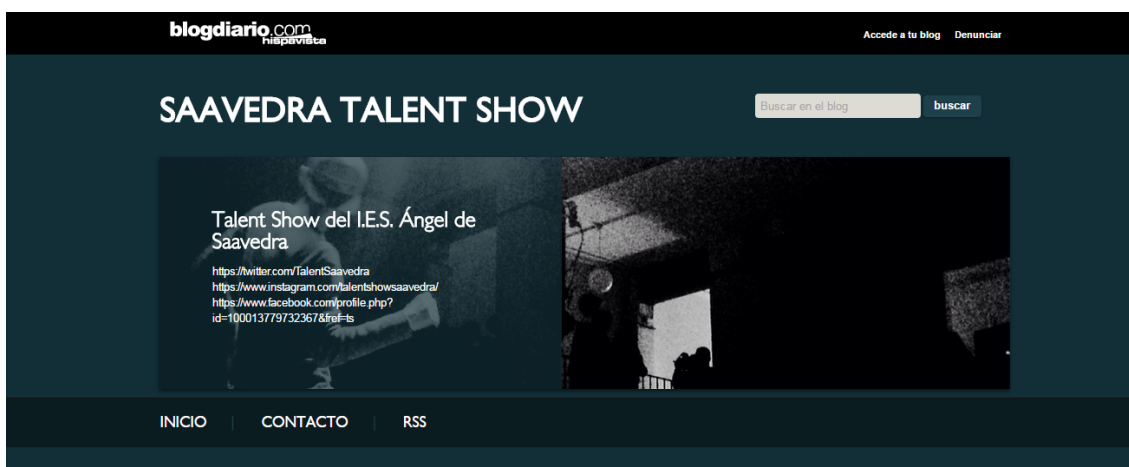 blogdiario.com
hispavista
Accede a tu blog Denunciar
SAAVEDRA TALENT SHOW
Buscar en el blog buscar
Talent Show del I.E.S. Ángel de
Saavedra
https://twitter.com/TalentSaavedra
https://www.instagram.com/talentshowsaavedra/
https://www.facebook.com/profile.php?
id=100013779732367&fref=ts
INICIO | CONTACTO | RSS